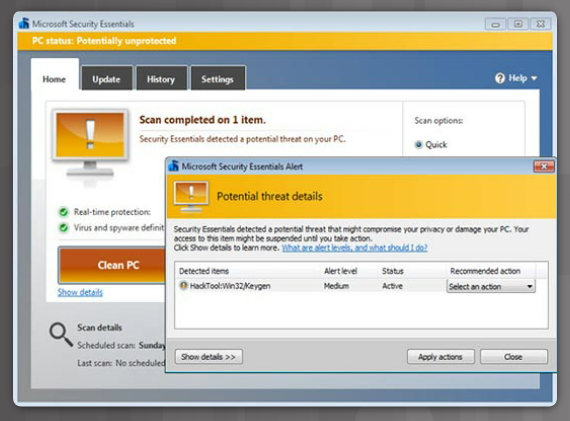 Microsoft Security Essentials
PC status: Potentially unprotected
Home
Update
History
Settings
Help
Scan completed on 1 item.
Security Essentials detected a potential threat on your PC.
Scan options:
Quick
Real-time protection:
Virus and spyware definit
Clean PC
Show details
Scan details
Scheduled scan: Sunday
Last scan: No scheduled
Microsoft Security Essentials Alert
Potential threat details
Security Essentials detected a potential threat that might compromise your privacy or damage your PC. Your
access to this item might be suspended until you take action.
Click Show details to learn more. What are alert levels, and what should I do?
Detected items Alert level Status Recommended action
HackTool:Win32/Keygen Medium Active Select an action
Show details >> Apply actions Close